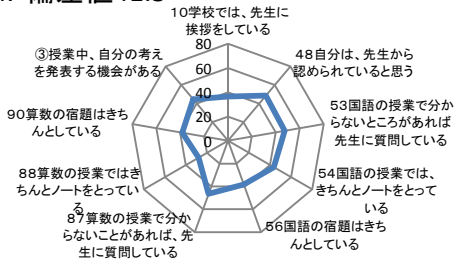 10学校では、先生に
挨拶をしている
48自分は、先生から
認められていると思う
53国語の授業で分か
らないところがあれば
先生に質問している
54国語の授業では、
きちんとノートをとって
いる
56国語の宿題はきち
んとしている
87算数の授業で分か
らないことがあれば、先
生に質問している
88算数の授業ではき
ちんとノートをとってい
る
90算数の宿題はきち
んとしている
③授業中、自分の考え
を発表する機会がある
80
60
40
20
0